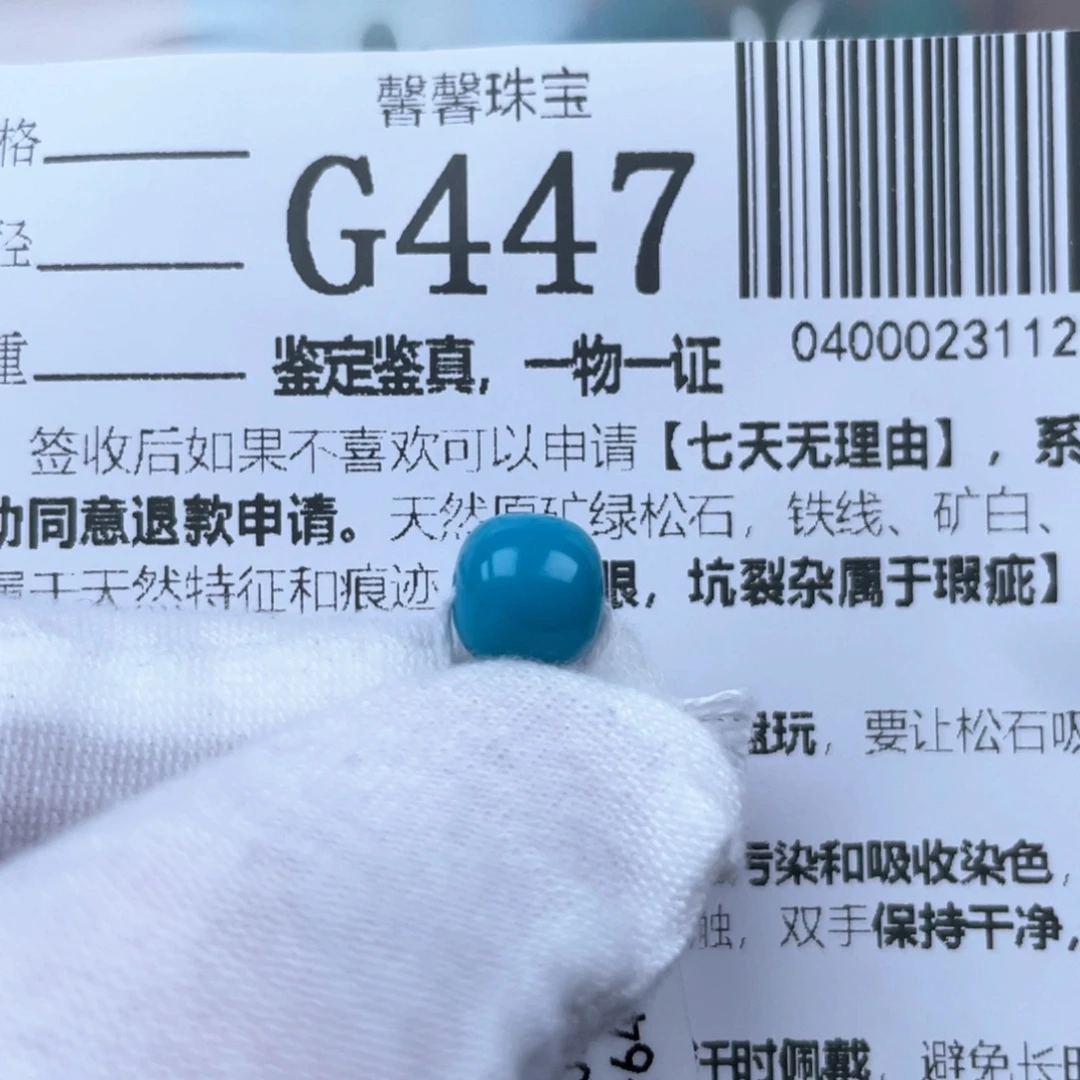 馨馨珠宝
格
G447
径
重
鉴定鉴真，一物一证
0400023112
签收后如果不喜欢可以申请【七天无理由】，系
动同意退款申请。天然原矿绿松石，铁线、矿白、
属于天然特征和痕迹 眼，坑裂杂属于瑕疵】
盘玩，要让松石吸
污染和吸收染色，
触，双手保持干净，
汗时佩戴 避免长时